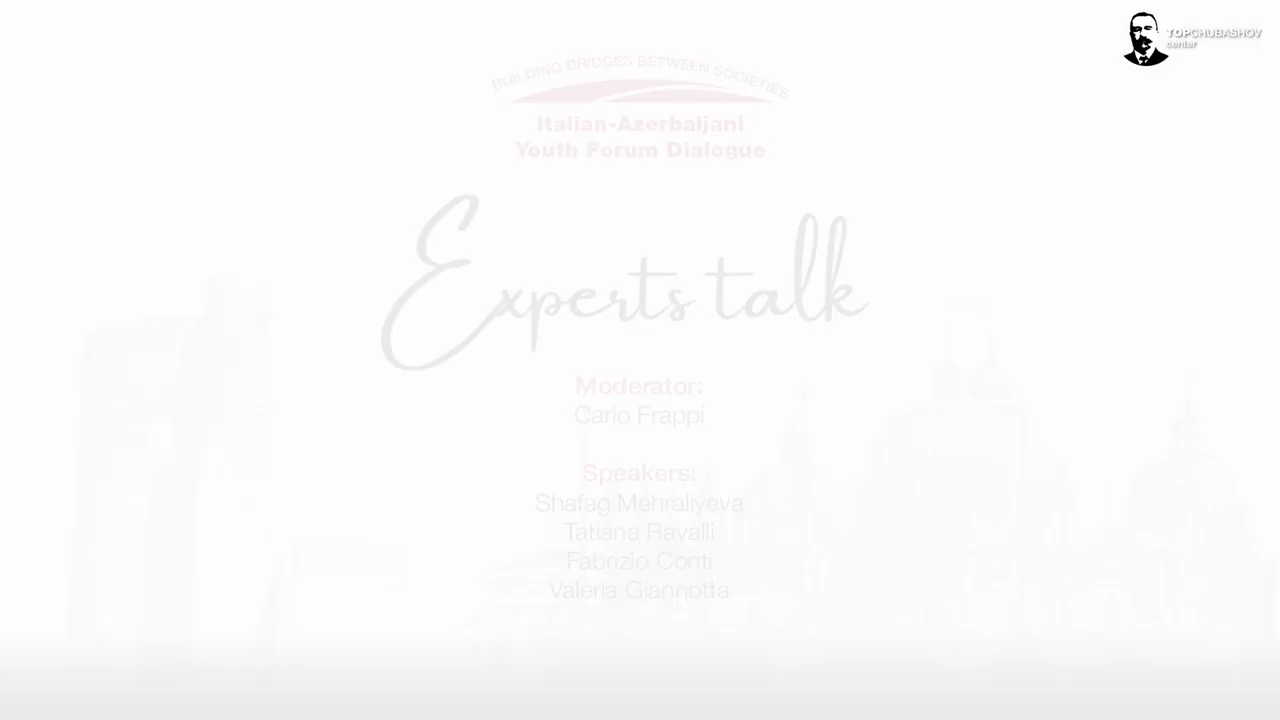 TOPCHUBASHOV
center
BUILDING BRIDGES BETWEEN SOCIETIES
Italian-Azerbaijani
Youth Forum Dialogue
Experts talk
Moderator:
Carlo Frappi
Speakers:
Shafag Mehraliyeva
Tatiana Ravalli
Fabrizio Conti
Valeria Giannotta